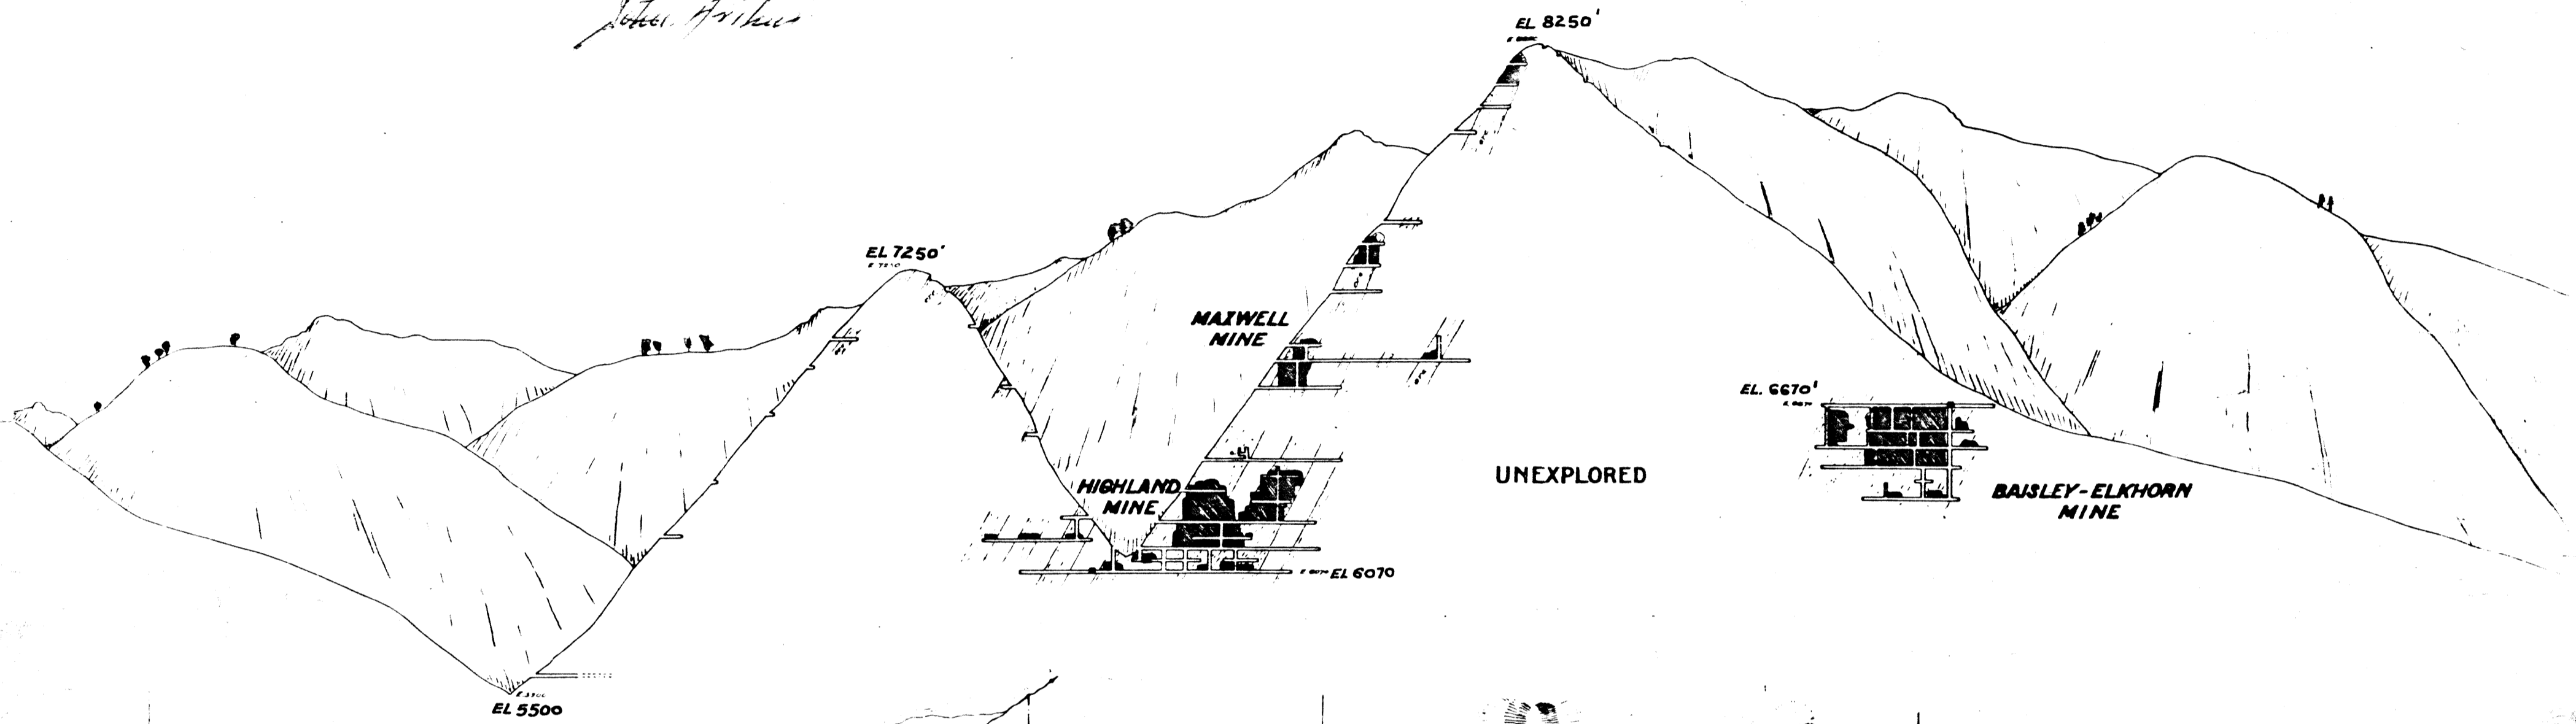 EL 8250'
EL 7250'
MAXWELL
MINE
EL. 6670'
HIGHLAND
MINE
UNEXPLORED
BAISLEY-ELKHORN
MINE
EL 6070
EL 5500